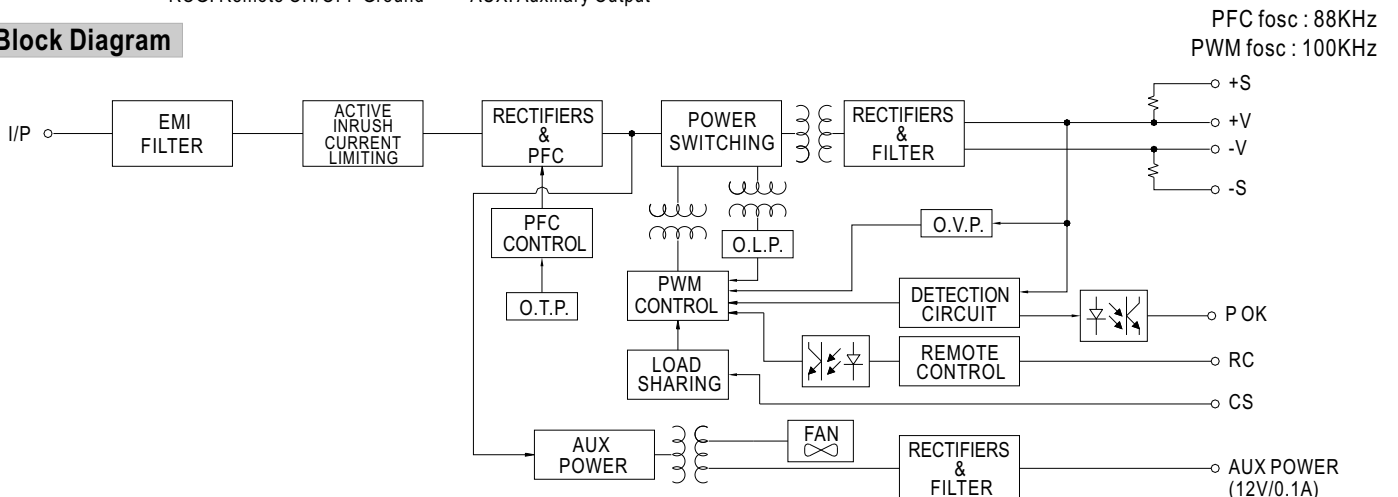 RCG: Remote ON/OFF Ground AUX: Auxiliary Output
Block Diagram
PFC fosc : 88KHz
PWM fosc : 100KHz
I/P
EMI
FILTER
ACTIVE
INRUSH
CURRENT
LIMITING
RECTIFIERS
&
PFC
POWER
SWITCHING
RECTIFIERS
&
FILTER
+S
+V
-V
-S
PFC
CONTROL
O.T.P.
O.L.P.
O.V.P.
PWM
CONTROL
DETECTION
CIRCUIT
P OK
LOAD
SHARING
REMOTE
CONTROL
RC
CS
AUX
POWER
FAN
RECTIFIERS
&
FILTER
AUX POWER
(12V/0.1A)